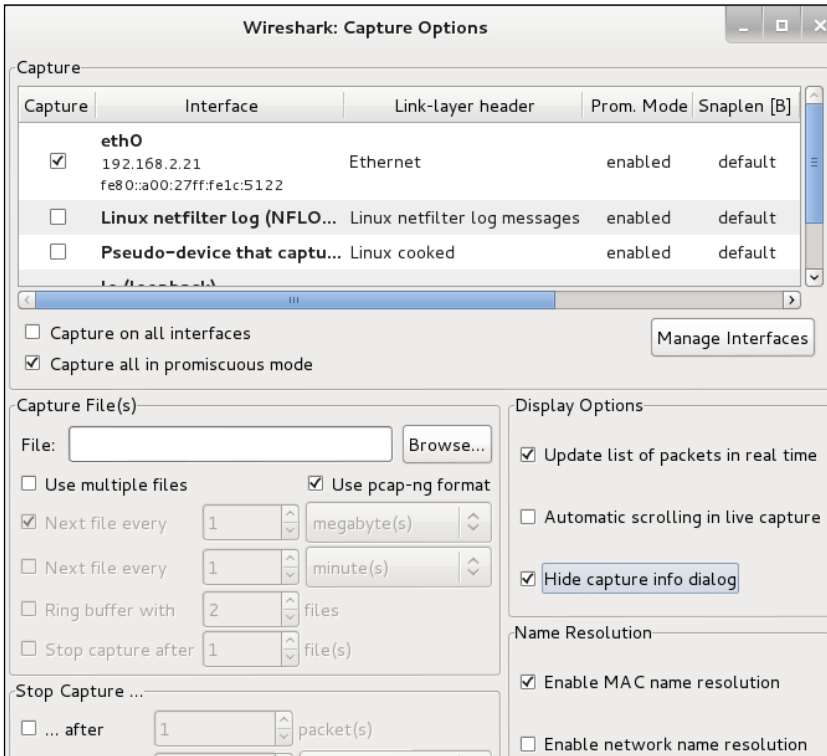 Wireshark: Capture Options
Capture
Capture Interface Link-layer header Prom. Mode Snaplen [B]
eth0
192.168.2.21
fe80::a00:27ff:fe1c:5122
Ethernet enabled default
Linux netfilter log (NFLO... Linux netfilter log messages enabled default
Pseudo-device that captu... Linux cooked enabled default
lo (loopback)
Capture on all interfaces
Manage Interfaces
Capture all in promiscuous mode
Capture File(s)
File: Browse...
Use multiple files Use pcap-ng format
Next file every 1 megabyte(s)
Next file every 1 minute(s)
Ring buffer with 2 files
Stop capture after 1 file(s)
Stop Capture ...
... after 1 packet(s)
Display Options
Update list of packets in real time
Automatic scrolling in live capture
Hide capture info dialog
Name Resolution
Enable MAC name resolution
Enable network name resolution